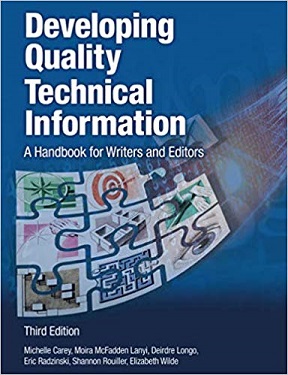 Developing
Quality
Technical
Information
A Handbook for Writers and Editors
Third Edition
Michelle Carey, Moira McFadden Lanyi, Deirdre Longo,
Eric Radzinski, Shannon Rouiller, Elizabeth Wilde